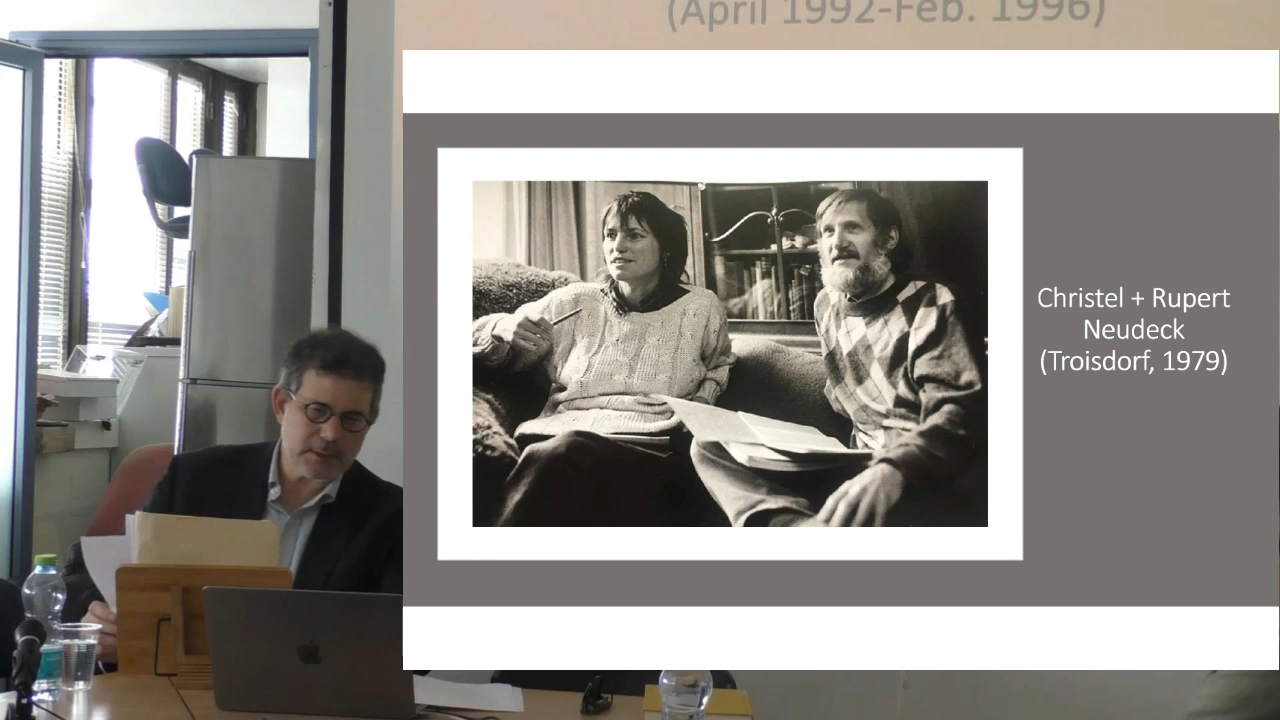 (April 1992-Feb. 1996)
Christel + Rupert
Neudeck
(Troisdorf, 1979)